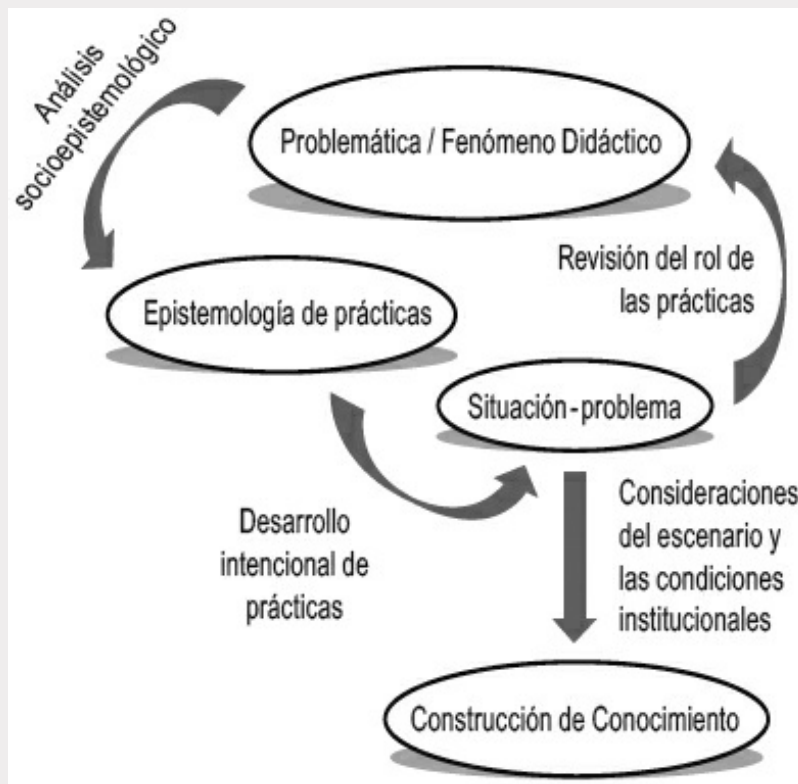 Análisis
socioepistemológico
Problemática / Fenómeno Didáctico
Revisión del rol de
las prácticas
Epistemología de prácticas
Situación-problema
Desarrollo
intencional de
prácticas
Consideraciones
del escenario y
las condiciones
institucionales
Construcción de Conocimiento